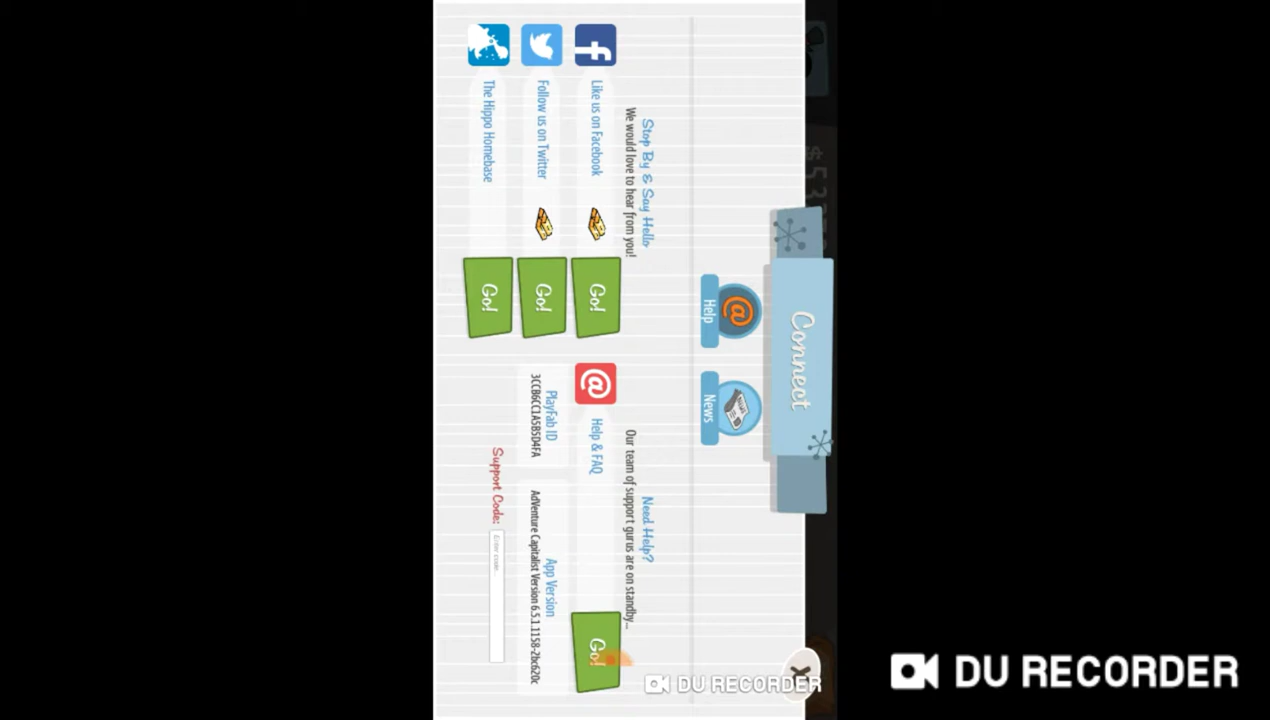 Connect
Help
News
Stop By & Say Hello
We would love to hear from you!
Like us on Facebook
Go!
Follow us on Twitter
Go!
The Hippo Homebase
Go!
Need Help?
Our team of support gurus are on standby...
Help & FAQ
Go!
PlayFab ID
3CCB6CC1A5B5D4FA
App Version
AdVenture Capitalist Version 6.5.1.1158-2bc620c
Support Code:
Enter code...
X
DU RECORDER
DU RECORDER